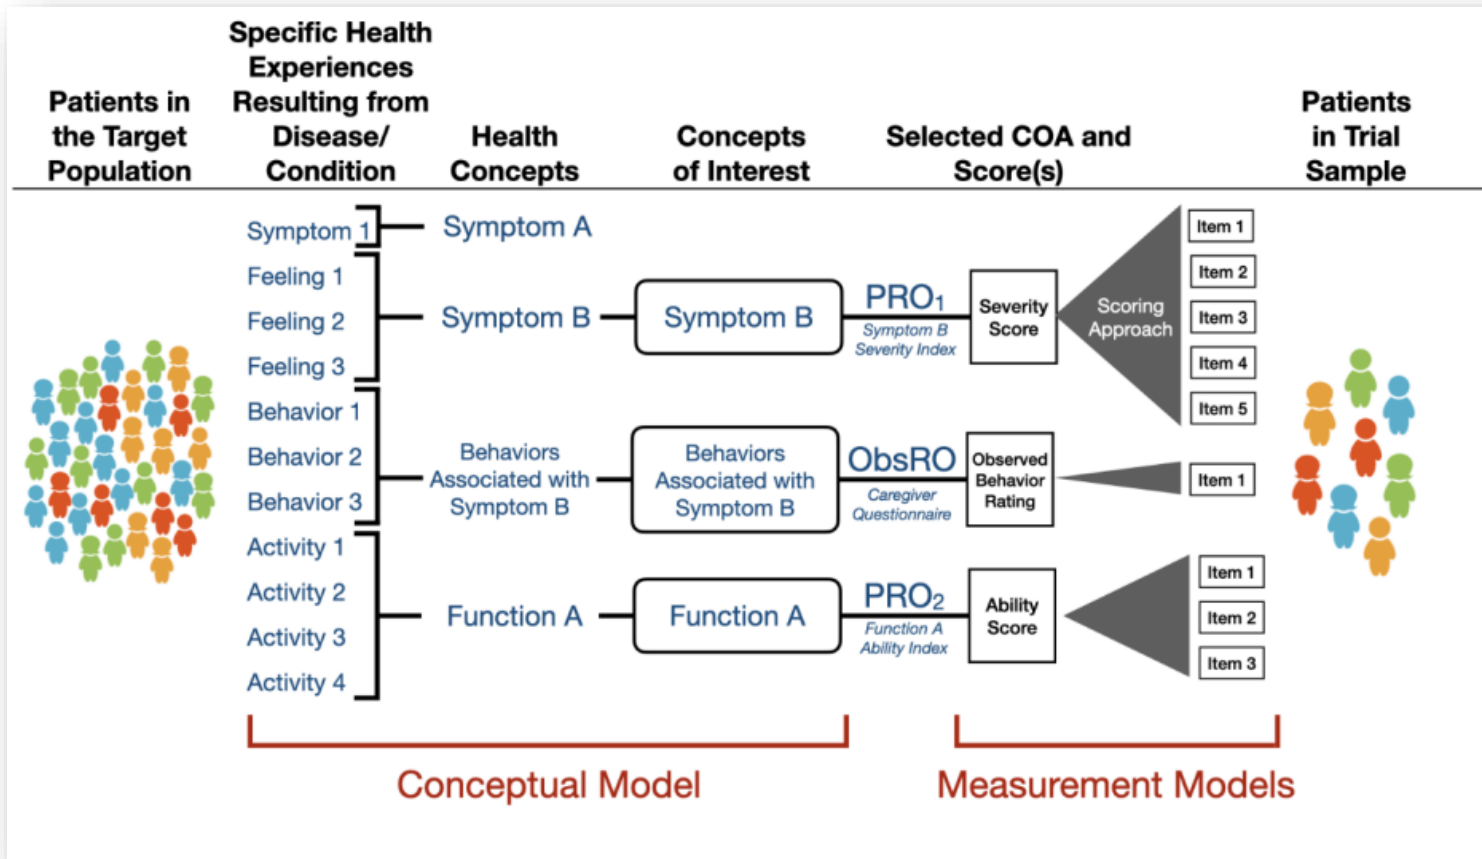 Patients in
the Target
Population
Specific Health
Experiences
Resulting from
Disease/
Condition
Health
Concepts
Concepts
of Interest
Selected COA and
Score(s)
Patients
in Trial
Sample
Symptom 1
Feeling 1
Feeling 2
Feeling 3
Behavior 1
Behavior 2
Behavior 3
Activity 1
Activity 2
Activity 3
Activity 4
Symptom A
Symptom B
Behaviors
Associated with
Symptom B
Function A
Symptom B
Behaviors
Associated with
Symptom B
Function A
PRO₁
Symptom B
Severity Index
ObsRO
Caregiver
Questionnaire
PRO₂
Function A
Ability Index
Severity
Score
Observed
Behavior
Rating
Ability
Score
Scoring
Approach
Item 1
Item 2
Item 3
Item 4
Item 5
Item 1
Item 1
Item 2
Item 3
Conceptual Model
Measurement Models